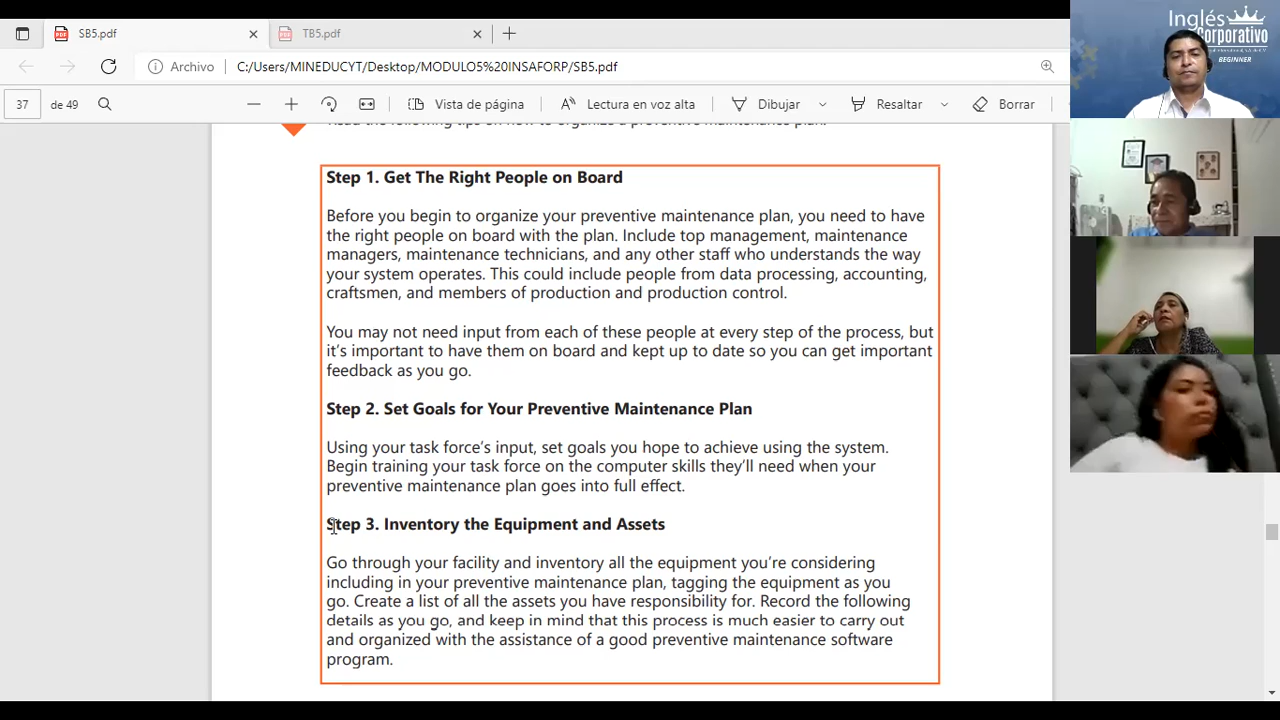 SB5.pdf
TB5.pdf
Archivo
C:/Users/MINEDUCYT/Desktop/MODULO5%20INSAFORP/SB5.pdf
37 de 49
Vista de página
Lectura en voz alta
Dibujar
Resaltar
Borrar
Read the following tips on how to organize a preventive maintenance plan.
Step 1. Get The Right People on Board
Before you begin to organize your preventive maintenance plan, you need to have
the right people on board with the plan. Include top management, maintenance
managers, maintenance technicians, and any other staff who understands the way
your system operates. This could include people from data processing, accounting,
craftsmen, and members of production and production control.
You may not need input from each of these people at every step of the process, but
it's important to have them on board and kept up to date so you can get important
feedback as you go.
Step 2. Set Goals for Your Preventive Maintenance Plan
Using your task force's input, set goals you hope to achieve using the system.
Begin training your task force on the computer skills they'll need when your
preventive maintenance plan goes into full effect.
Step 3. Inventory the Equipment and Assets
Go through your facility and inventory all the equipment you're considering
including in your preventive maintenance plan, tagging the equipment as you
go. Create a list of all the assets you have responsibility for. Record the following
details as you go, and keep in mind that this process is much easier to carry out
and organized with the assistance of a good preventive maintenance software
program.
Inglés
Corporativo
BEGINNER